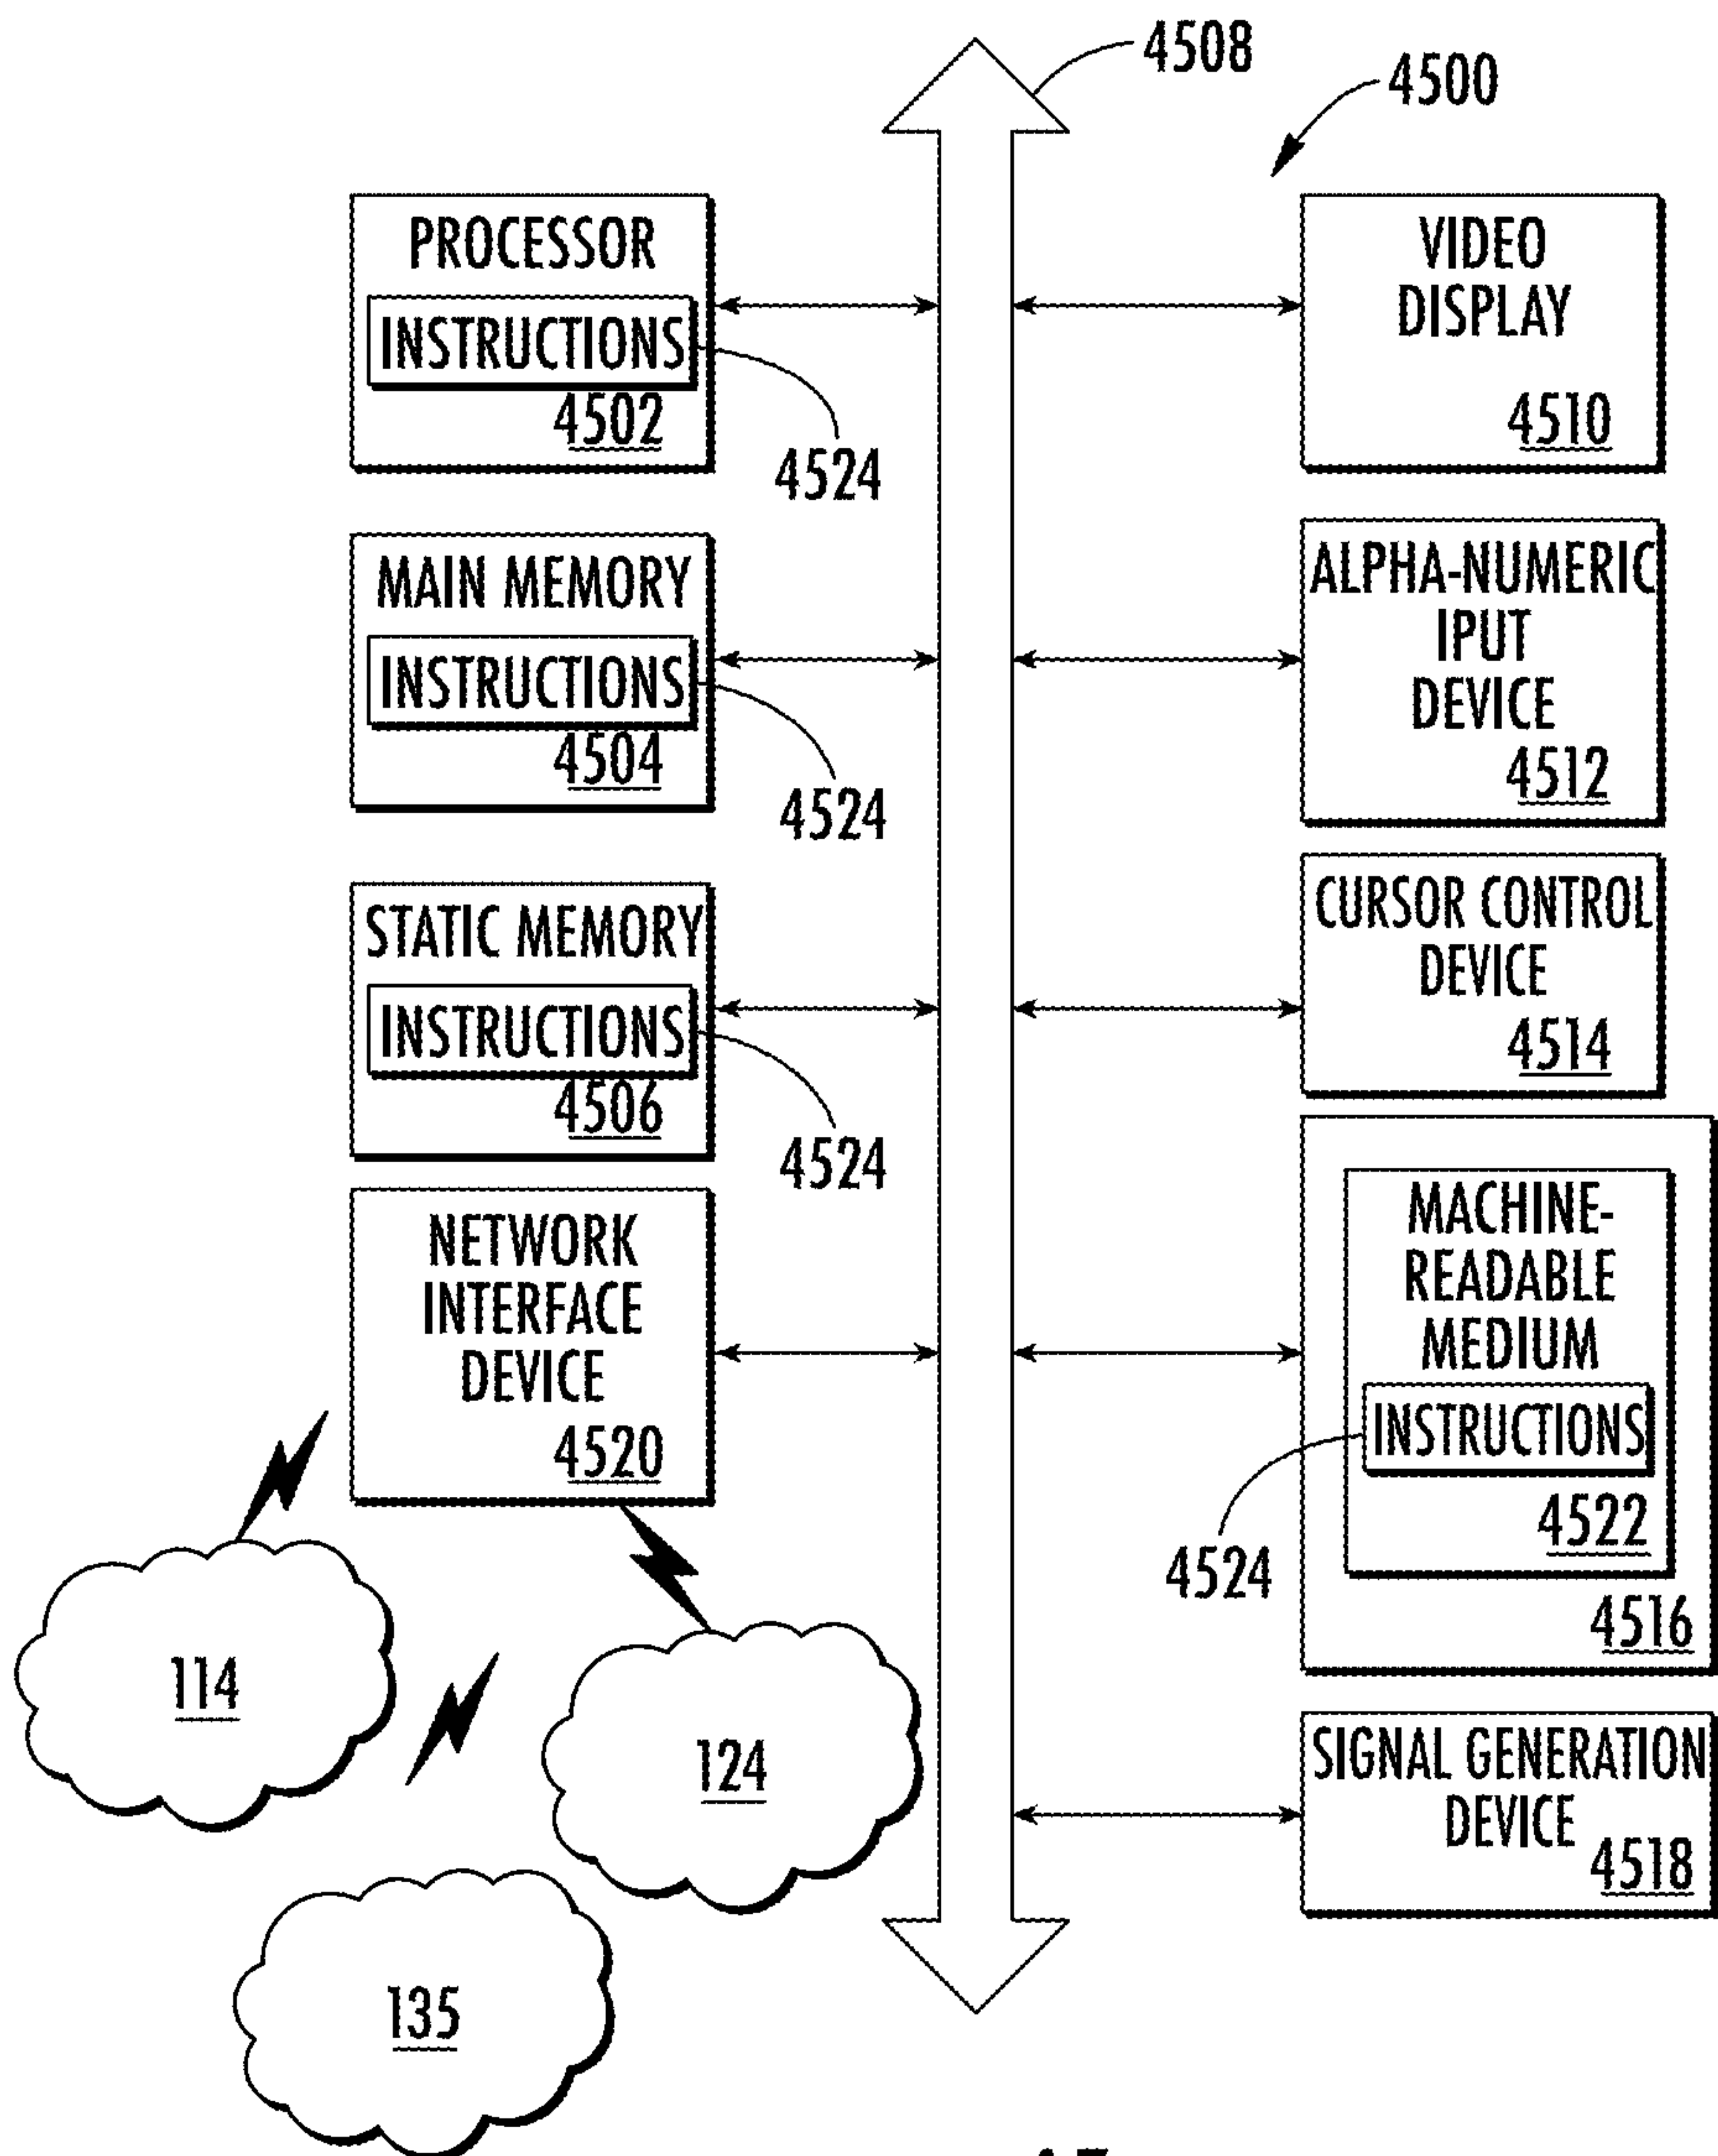 4508
4500
PROCESSOR
INSTRUCTIONS
4502
4524
MAIN MEMORY
INSTRUCTIONS
4504
4524
STATIC MEMORY
INSTRUCTIONS
4506
4524
NETWORK
INTERFACE
DEVICE
4520
114
124
135
VIDEO
DISPLAY
4510
ALPHA-NUMERIC
IPUT
DEVICE
4512
CURSOR CONTROL
DEVICE
4514
MACHINE-
READABLE
MEDIUM
INSTRUCTIONS
4522
4524
4516
SIGNAL GENERATION
DEVICE
4518